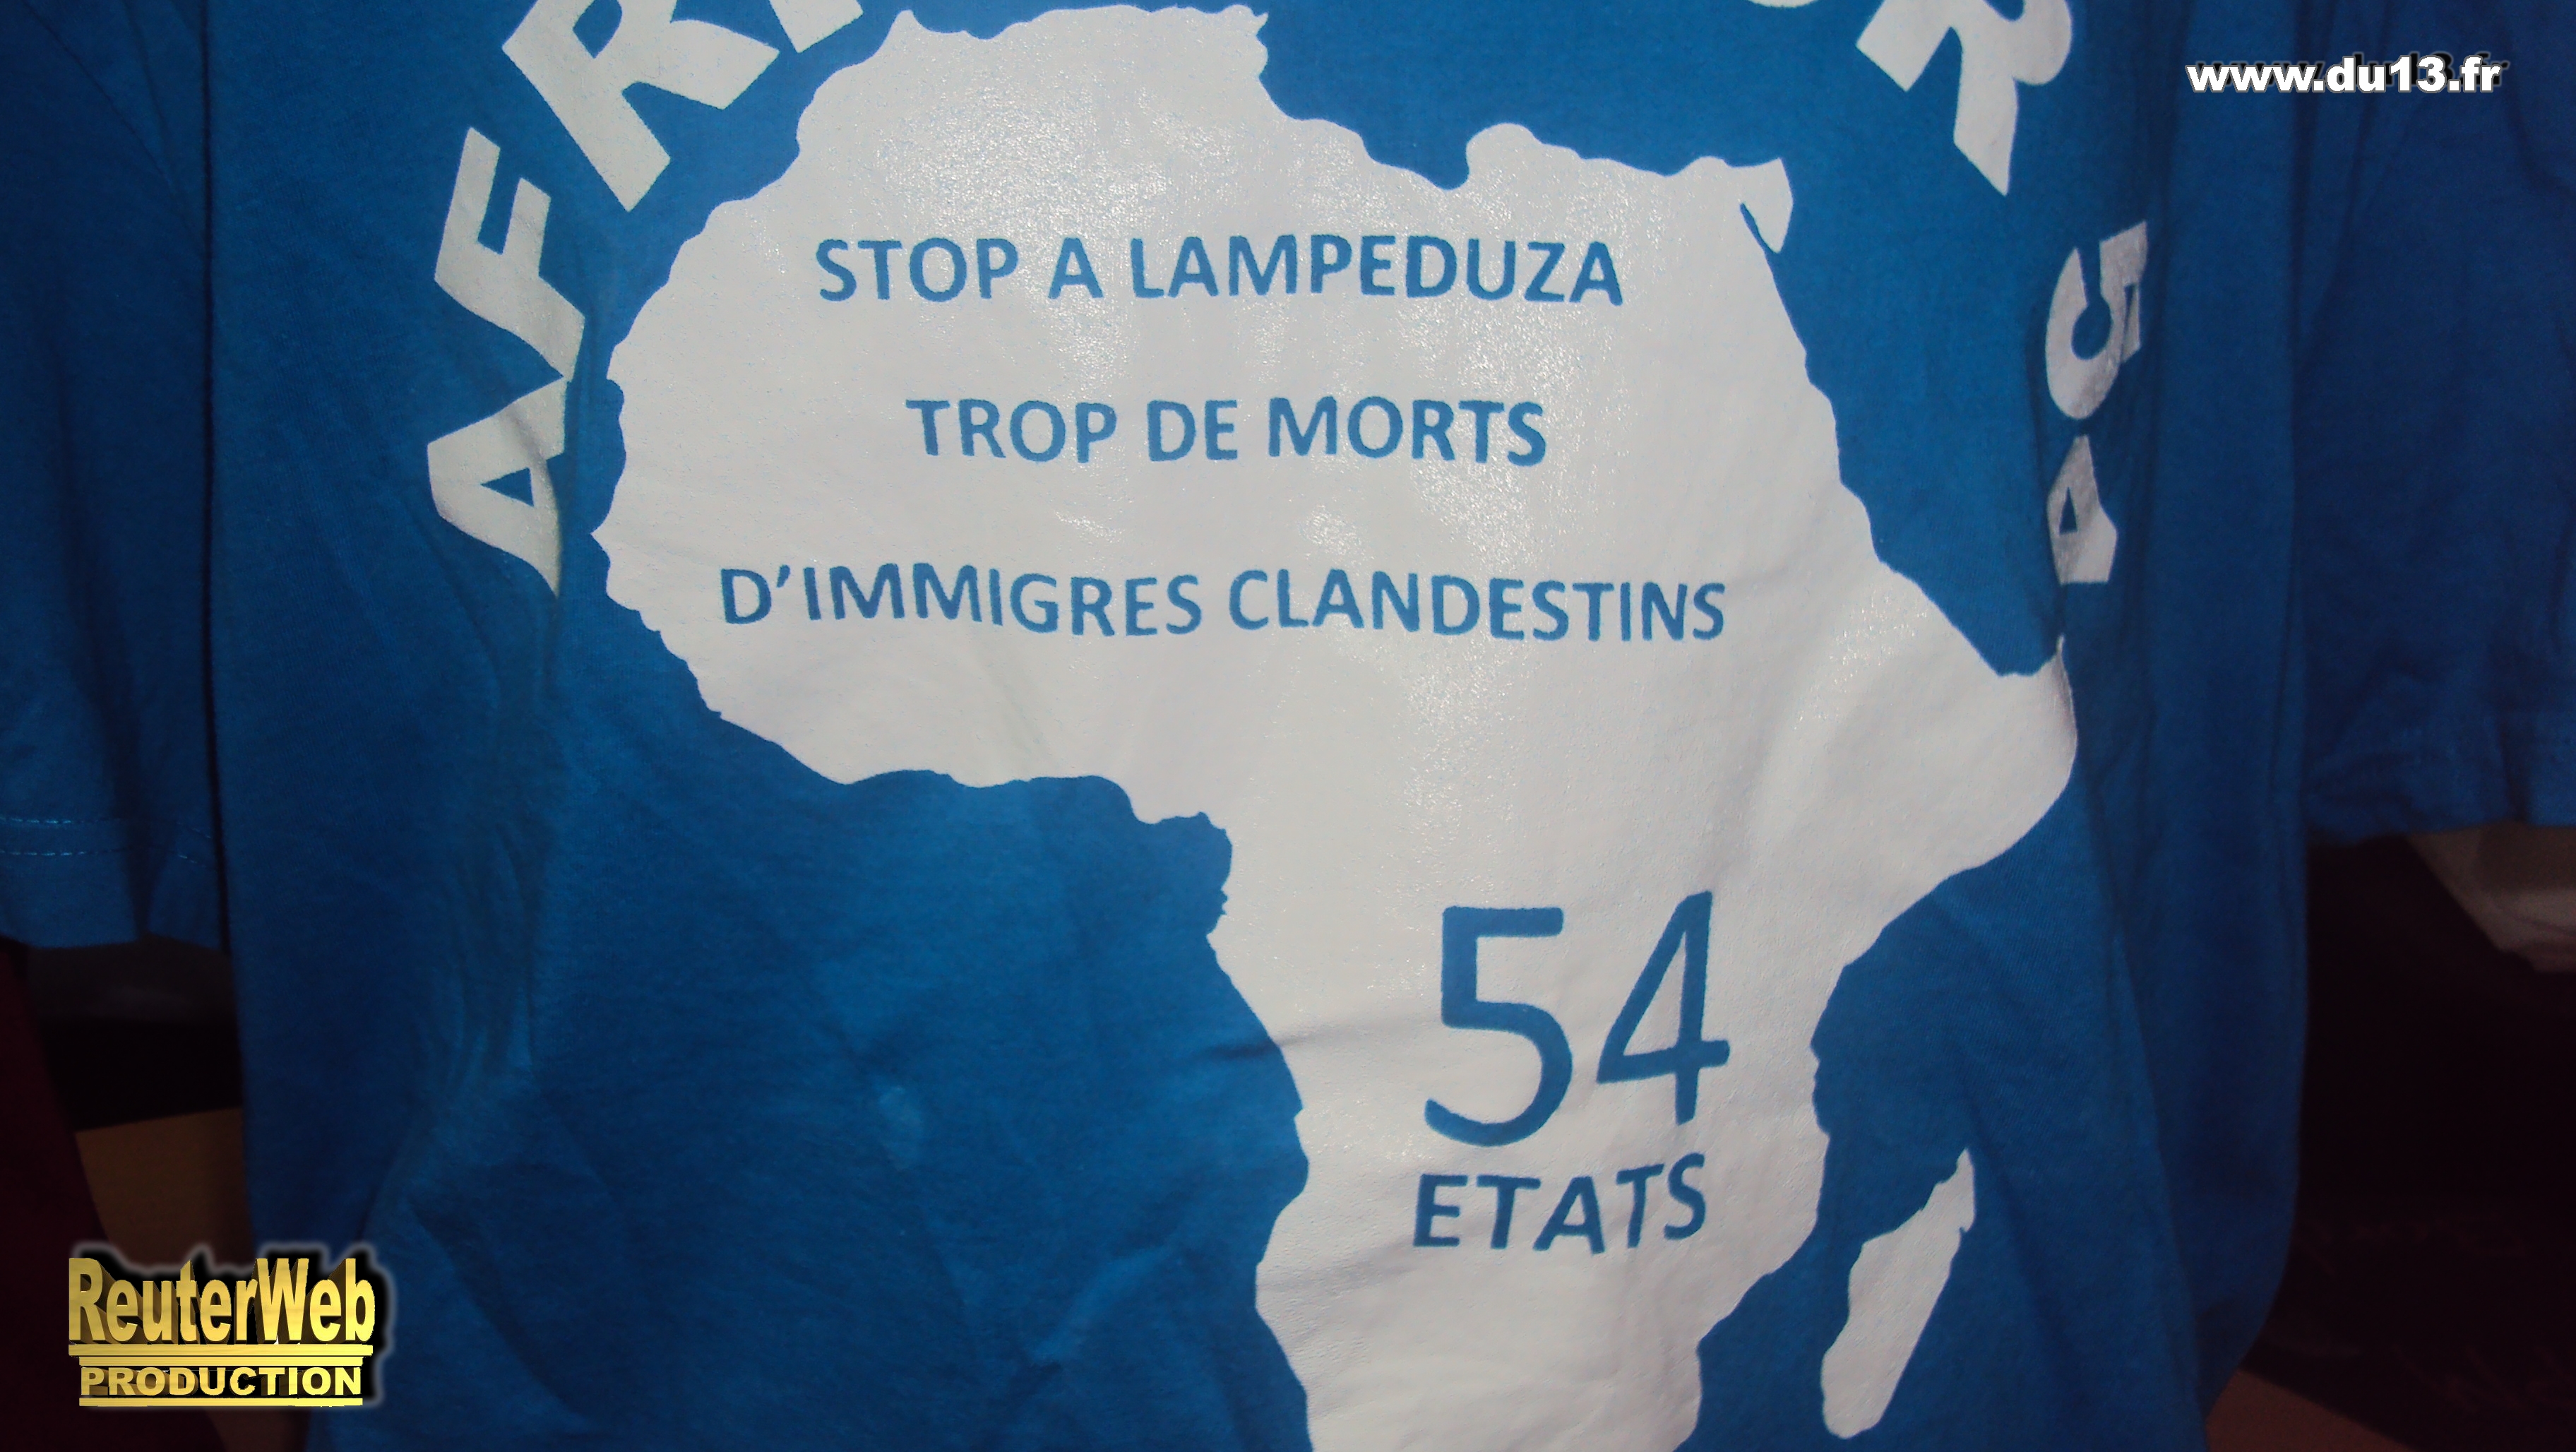 www.du13.fr
STOP A LAMPEDUZA
TROP DE MORTS
D'IMMIGRES CLANDESTINS
54
ETATS
ReuterWeb
PRODUCTION